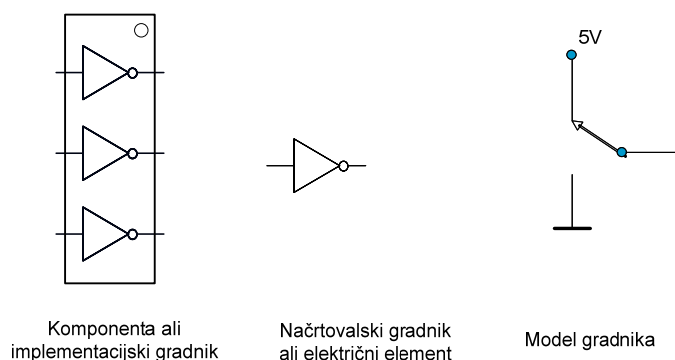 5V
Komponenta ali
implementacijski gradnik
Načrtovalski gradnik
ali električni element
Model gradnika